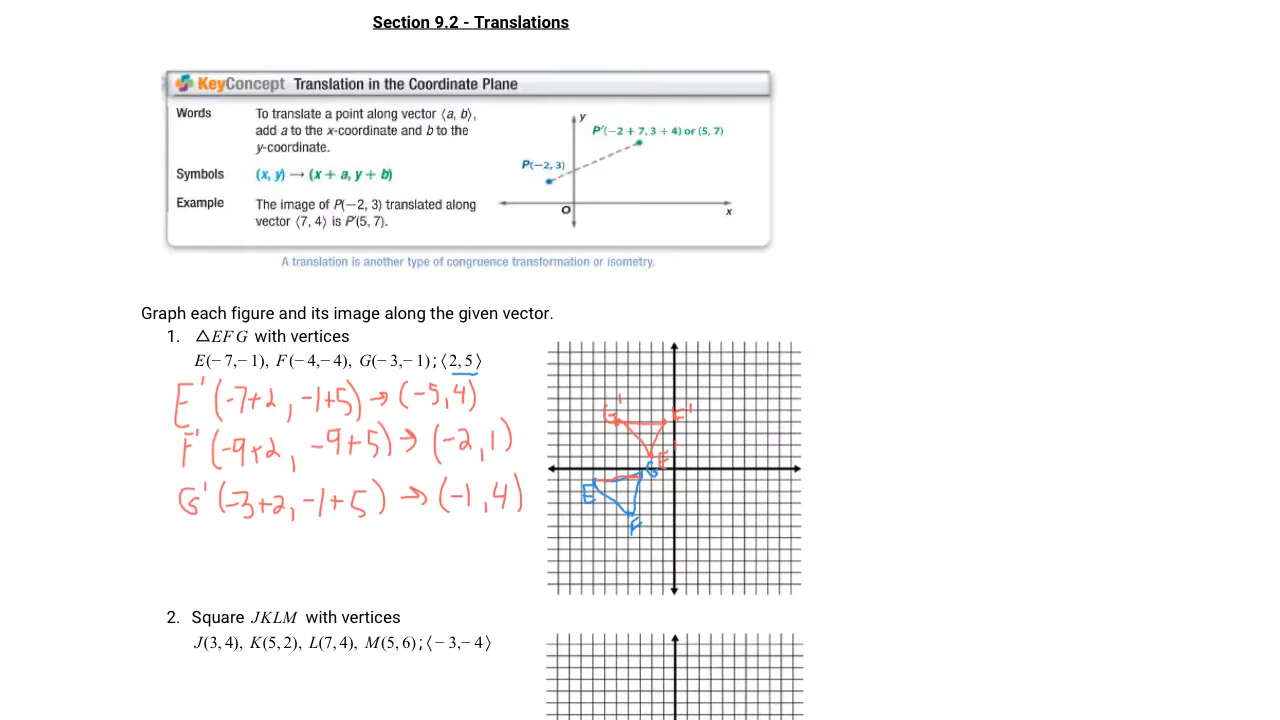 Section 9.2 - Translations
KeyConcept Translation in the Coordinate Plane
Words To translate a point along vector ⟨a, b⟩,
add a to the x-coordinate and b to the
y-coordinate.
Symbols (x, y) → (x + a, y + b)
Example The image of P(−2, 3) translated along
vector ⟨7, 4⟩ is P′(5, 7).
y
P′(−2 + 7, 3 + 4) or (5, 7)
P(−2, 3)
O
x
A translation is another type of congruence transformation or isometry.
Graph each figure and its image along the given vector.
1. △EFG with vertices
E(−7,−1), F(−4,−4), G(−3,−1); ⟨2,5⟩
E' (-7+2, -1+5) → (-5,4)
F' (-9+2, -9+5) → (-2,1)
G' (-3+2, -1+5) → (-1,4)
G' E'
F'
G
E
F
2. Square JKLM with vertices
J(3,4), K(5,2), L(7,4), M(5,6); ⟨−3,−4⟩